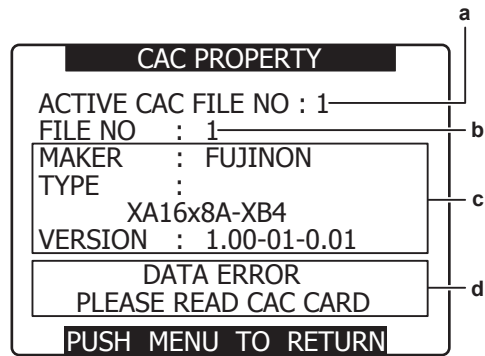 a
CAC PROPERTY
ACTIVE CAC FILE NO : 1
FILE NO : 1
b
MAKER : FUJINON
TYPE :
c
XA16x8A-XB4
VERSION : 1.00-01-0.01
DATA ERROR
d
PLEASE READ CAC CARD
PUSH MENU TO RETURN